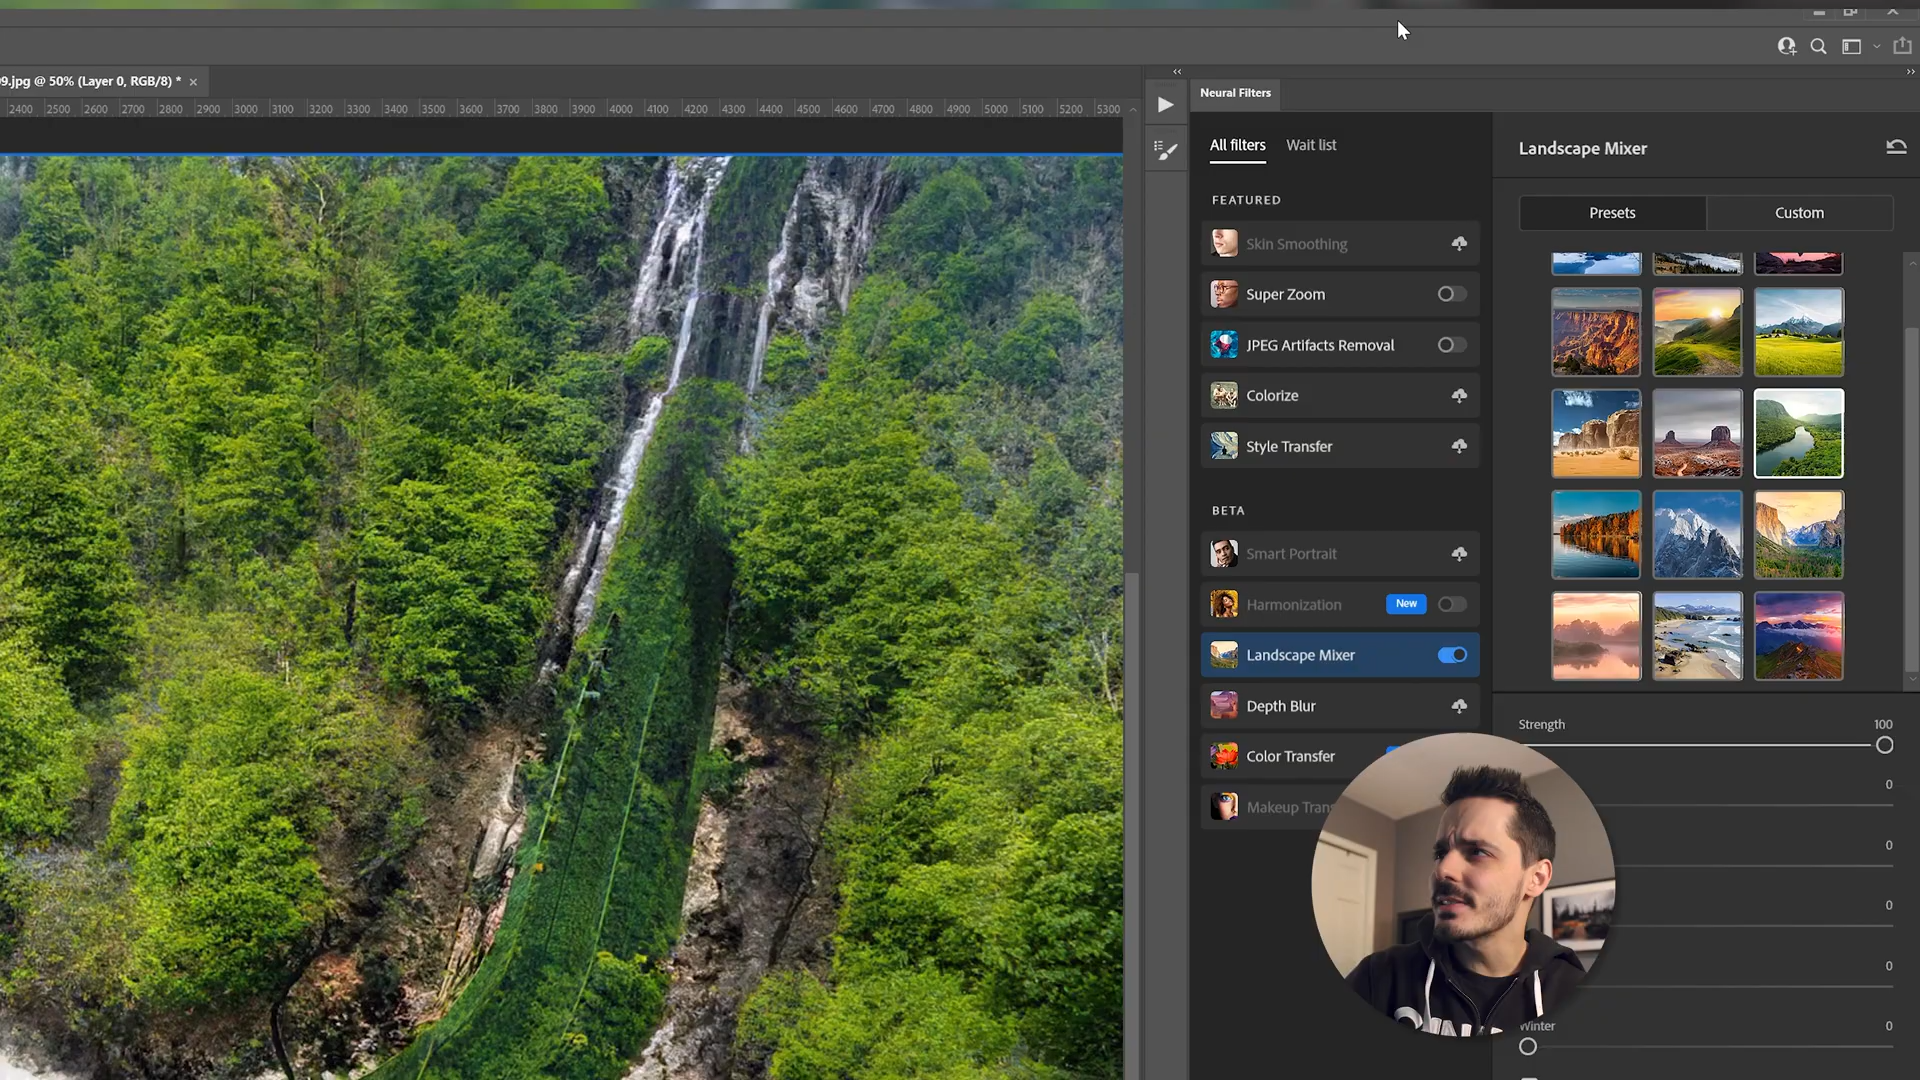 9.jpg @ 50% (Layer 0, RGB/8) * ×
2400 2500 2600 2700 2800 2900 3000 3100 3200 3300 3400 3500 3600 3700 3800 3900 4000 4100 4200 4300 4400 4500 4600 4700 4800 4900 5000 5100 5200 5300
Neural Filters
All filters Wait list
Landscape Mixer
FEATURED
Presets Custom
Skin Smoothing
Super Zoom
JPEG Artifacts Removal
Colorize
Style Transfer
BETA
Smart Portrait
Harmonization New
Landscape Mixer
Depth Blur
Strength 100
Color Transfer
0
Makeup Trans
0
0
0
Winter 0